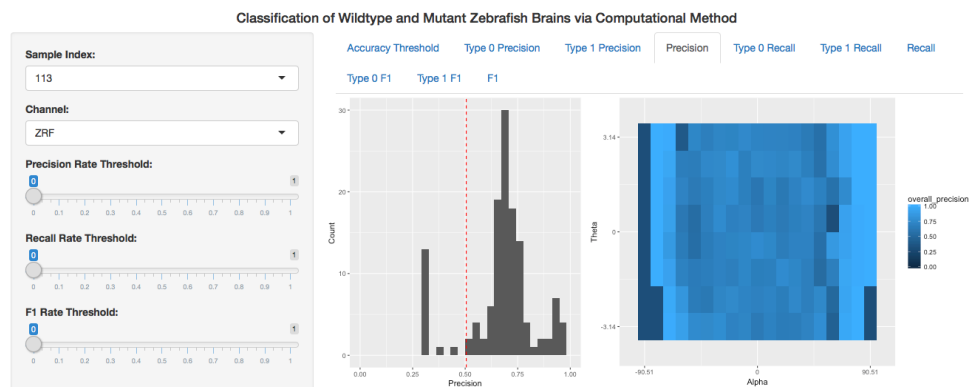 Classification of Wildtype and Mutant Zebrafish Brains via Computational Method
Sample Index:
113
Channel:
ZRF
Precision Rate Threshold:
0 1
0 0.1 0.2 0.3 0.4 0.5 0.6 0.7 0.8 0.9 1
Recall Rate Threshold:
0 1
0 0.1 0.2 0.3 0.4 0.5 0.6 0.7 0.8 0.9 1
F1 Rate Threshold:
0 1
0 0.1 0.2 0.3 0.4 0.5 0.6 0.7 0.8 0.9 1
Accuracy Threshold Type 0 Precision Type 1 Precision Precision Type 0 Recall Type 1 Recall Recall
Type 0 F1 Type 1 F1 F1
30
20
10
0
Count
0.00 0.25 0.50 0.75 1.00
Precision
3.14
0
-3.14
Theta
-90.51 0 90.51
Alpha
overall_precision
1.00
0.75
0.50
0.25
0.00